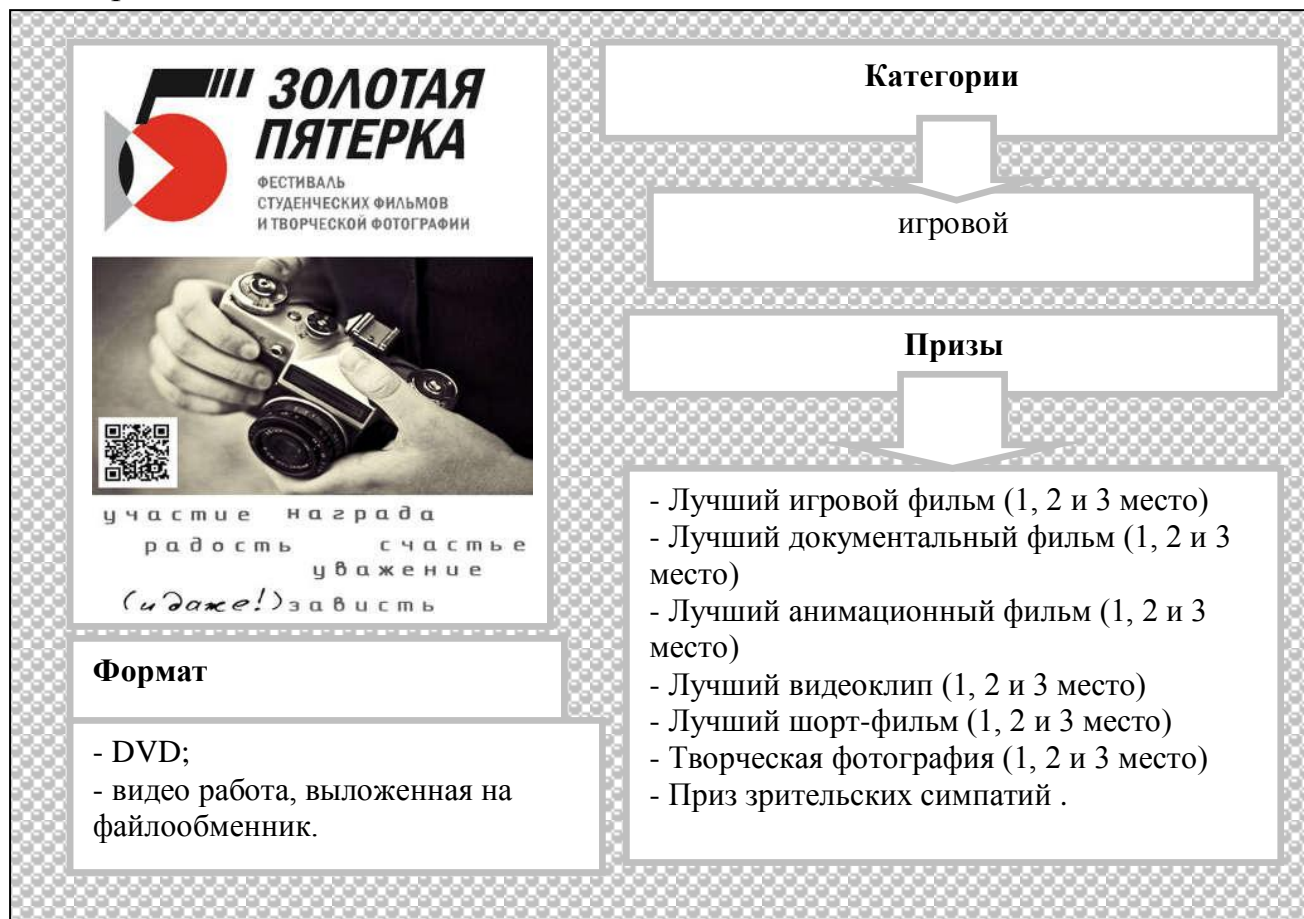 ЗОЛОТАЯ
ПЯТЕРКА
ФЕСТИВАЛЬ
СТУДЕНЧЕСКИХ ФИЛЬМОВ
И ТВОРЧЕСКОЙ ФОТОГРАФИИ
участие награда
радость счастье
уважение
(и даже!) зависть
Формат
- DVD;
- видео работа, выложенная на
файлообменник.
Категории
игровой
Призы
- Лучший игровой фильм (1, 2 и 3 место)
- Лучший документальный фильм (1, 2 и 3
место)
- Лучший анимационный фильм (1, 2 и 3
место)
- Лучший видеоклип (1, 2 и 3 место)
- Лучший шорт-фильм (1, 2 и 3 место)
- Творческая фотография (1, 2 и 3 место)
- Приз зрительских симпатий .